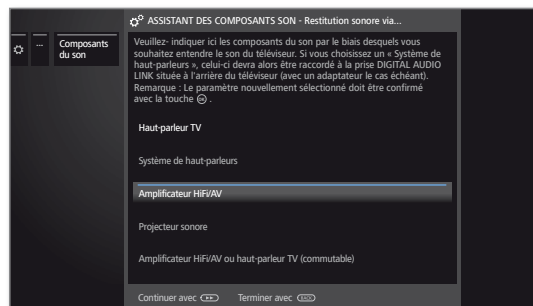 ASSISTANT DES COMPOSANTS SON - Restitution sonore via...
...
Composants
du son
Veuillez- indiquer ici les composants du son par le biais desquels vous
souhaitez entendre le son du téléviseur. Si vous choisissez un « Système de
haut-parleurs », celui-ci devra alors être raccordé à la prise DIGITAL AUDIO
LINK située à l'arrière du téléviseur (avec un adaptateur le cas échéant).
Remarque : Le paramètre nouvellement sélectionné doit être confirmé
avec la touche OK .
Haut-parleur TV
Système de haut-parleurs
Amplificateur HiFi/AV
Projecteur sonore
Amplificateur HiFi/AV ou haut-parleur TV (commutable)
Continuer avec Terminer avec BACK